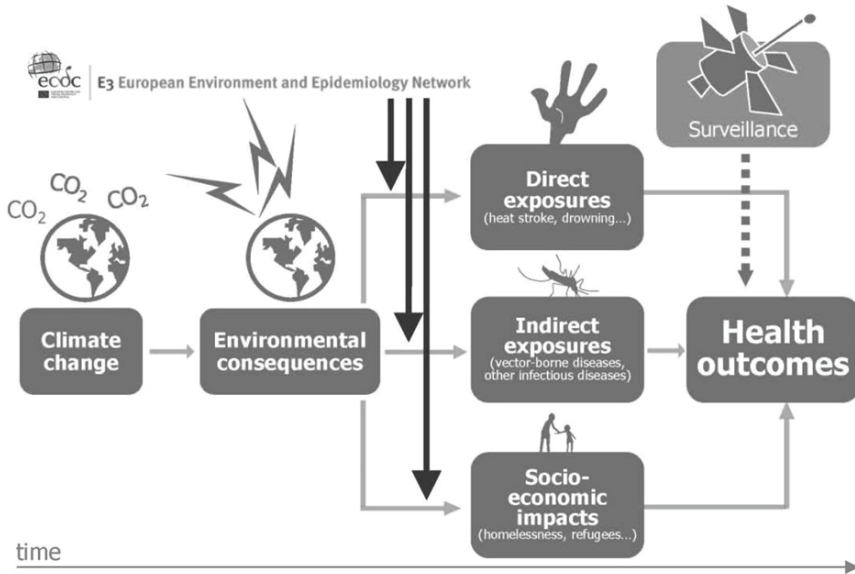 ecdc
E3 European Environment and Epidemiology Network
Surveillance
CO2
CO2
CO2
Direct
exposures
(heat stroke, drowning...)
Climate
change
Environmental
consequences
Indirect
exposures
(vector-borne diseases,
other infectious diseases)
Health
outcomes
Socio-
economic
impacts
(homelessness, refugees...)
time